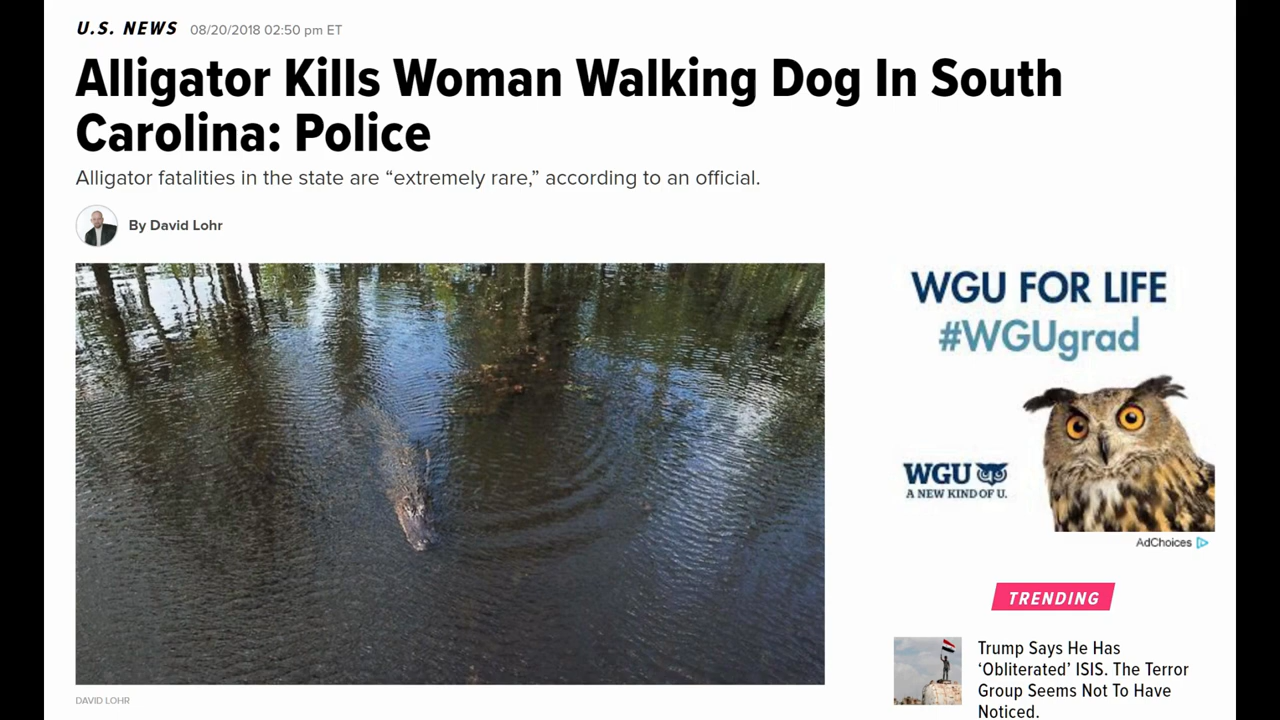 U.S. NEWS 08/20/2018 02:50 pm ET
Alligator Kills Woman Walking Dog In South
Carolina: Police
Alligator fatalities in the state are “extremely rare,” according to an official.
By David Lohr
DAVID LOHR
WGU FOR LIFE
#WGUgrad
WGU
A NEW KIND OF U.
AdChoices
TRENDING
Trump Says He Has
‘Obliterated’ ISIS. The Terror
Group Seems Not To Have
Noticed.